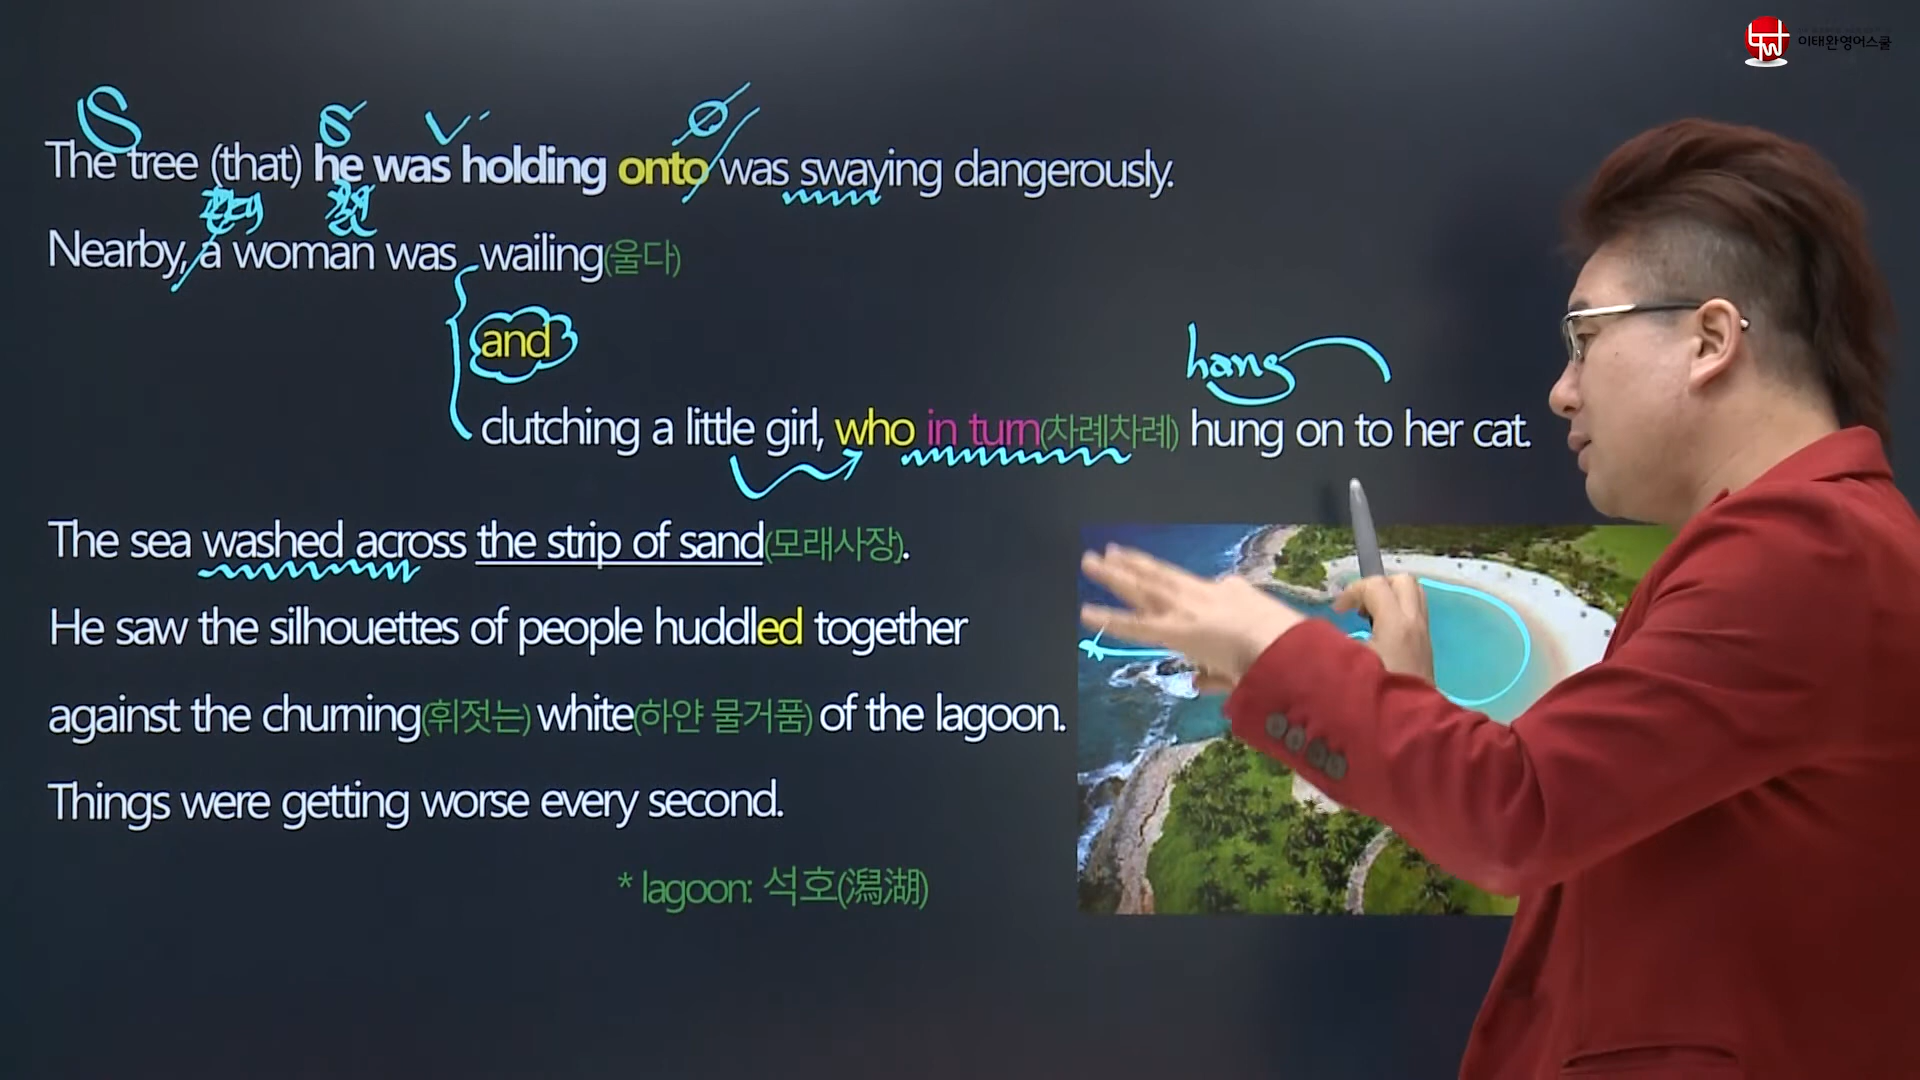 이태완영어스쿨
S S V O
The tree (that) he was holding onto was swaying dangerously.
Nearby, a woman was wailing(울다)
and
hang
clutching a little girl, who in turn(차례차례) hung on to her cat.
The sea washed across the strip of sand(모래사장).
He saw the silhouettes of people huddled together
against the churning(휘젓는) white(하얀 물거품) of the lagoon.
Things were getting worse every second.
* lagoon: 석호(潟湖)